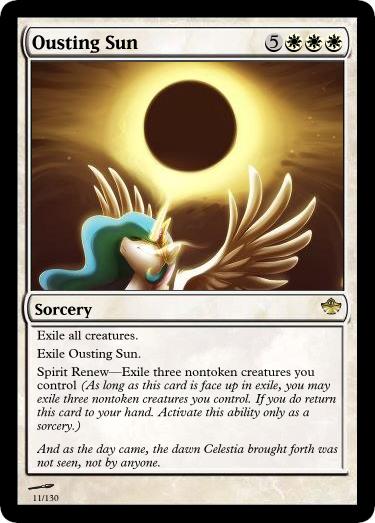 Ousting Sun 5
Sorcery
Exile all creatures.
Exile Ousting Sun.
Spirit Renew—Exile three nontoken creatures you
control (As long as this card is face up in exile, you may
exile three nontoken creatures you control. If you do return
this card to your hand. Activate this ability only as a
sorcery.)
And as the day came, the dawn Celestia brought forth was
not seen, not by anyone.
11/130